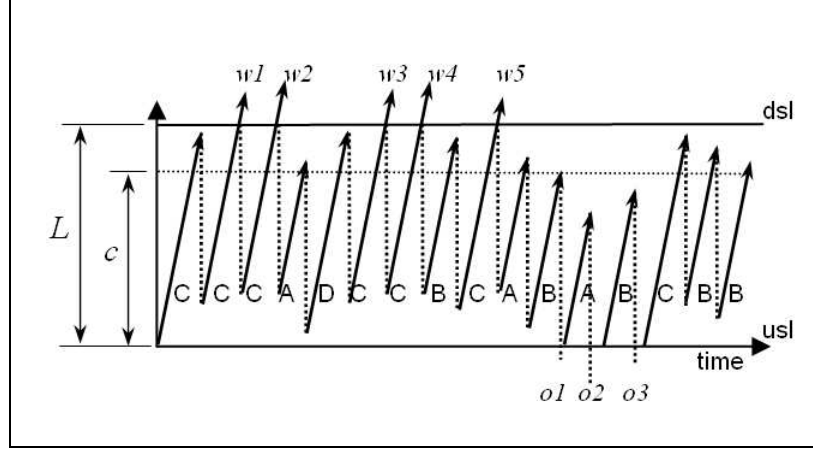 w1 w2 w3 w4 w5
dsl
L
c
C C C A D C C B C A B A B C B B
usl
time
o1 o2 o3